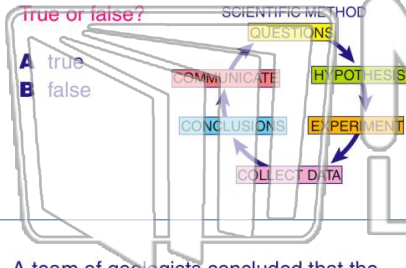 True or false?
A true
B false
SCIENTIFIC METHOD
QUESTIONS
HYPOTHESIS
EXPERIMENT
COLLECT DATA
CONCLUSIONS
COMMUNICATE
A team of geologists concluded that the